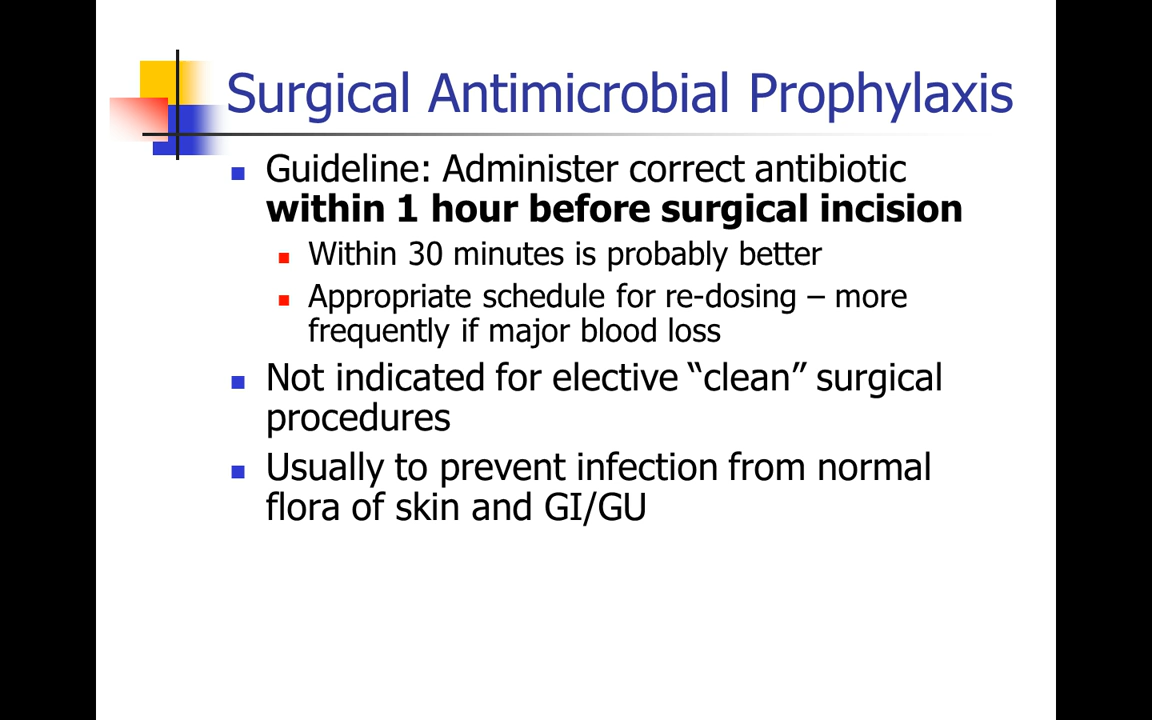 Surgical Antimicrobial Prophylaxis
Guideline: Administer correct antibiotic
within 1 hour before surgical incision
Within 30 minutes is probably better
Appropriate schedule for re-dosing – more
frequently if major blood loss
Not indicated for elective “clean” surgical
procedures
Usually to prevent infection from normal
flora of skin and GI/GU